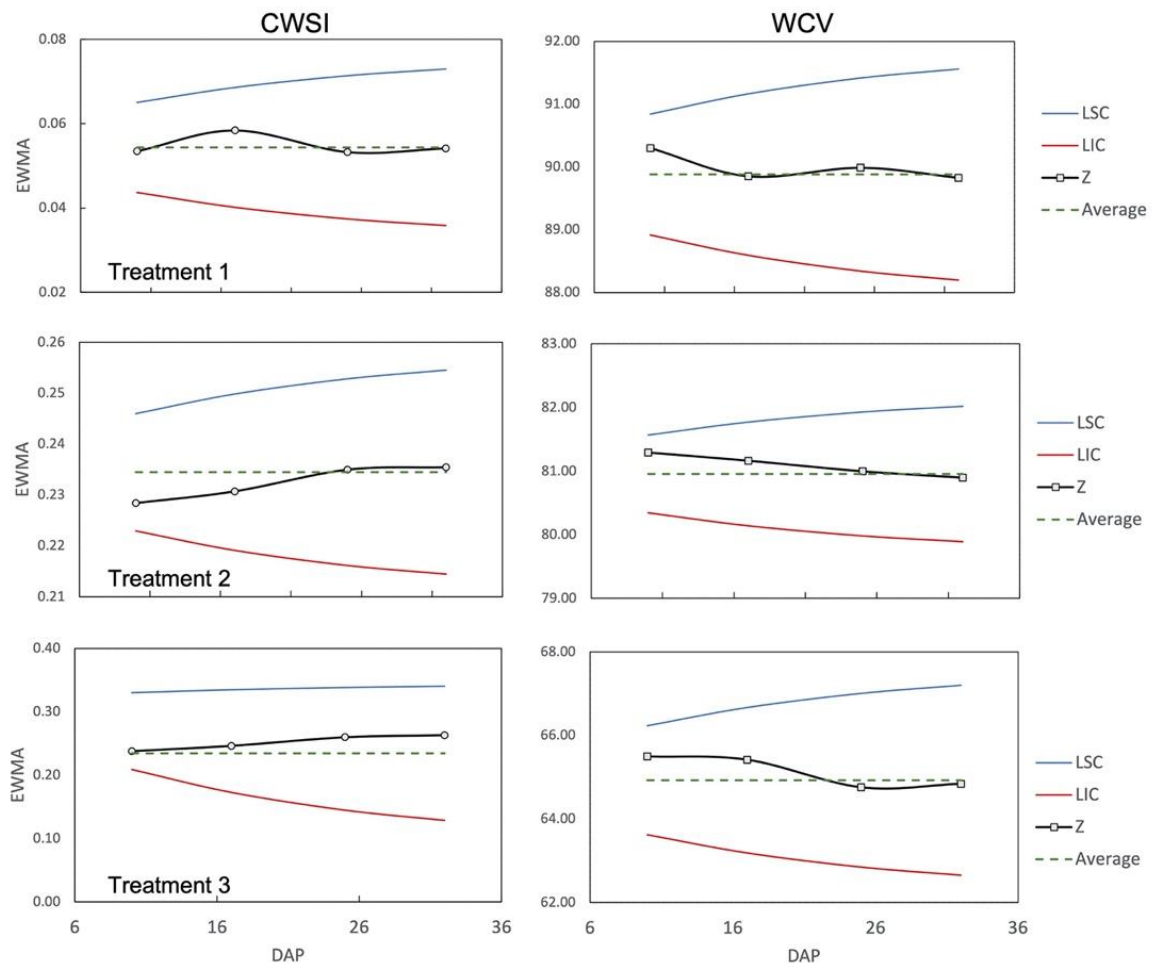 CWSI
WCV
0.08
0.06
0.04
0.02
EWMA
Treatment 1
92.00
91.00
90.00
89.00
88.00
LSC
LIC
Z
Average
0.26
0.25
0.24
0.23
0.22
0.21
EWMA
Treatment 2
83.00
82.00
81.00
80.00
79.00
LSC
LIC
Z
Average
0.40
0.30
0.20
0.10
0.00
EWMA
Treatment 3
6 16 26 36
DAP
68.00
66.00
64.00
62.00
6 16 26 36
DAP
LSC
LIC
Z
Average